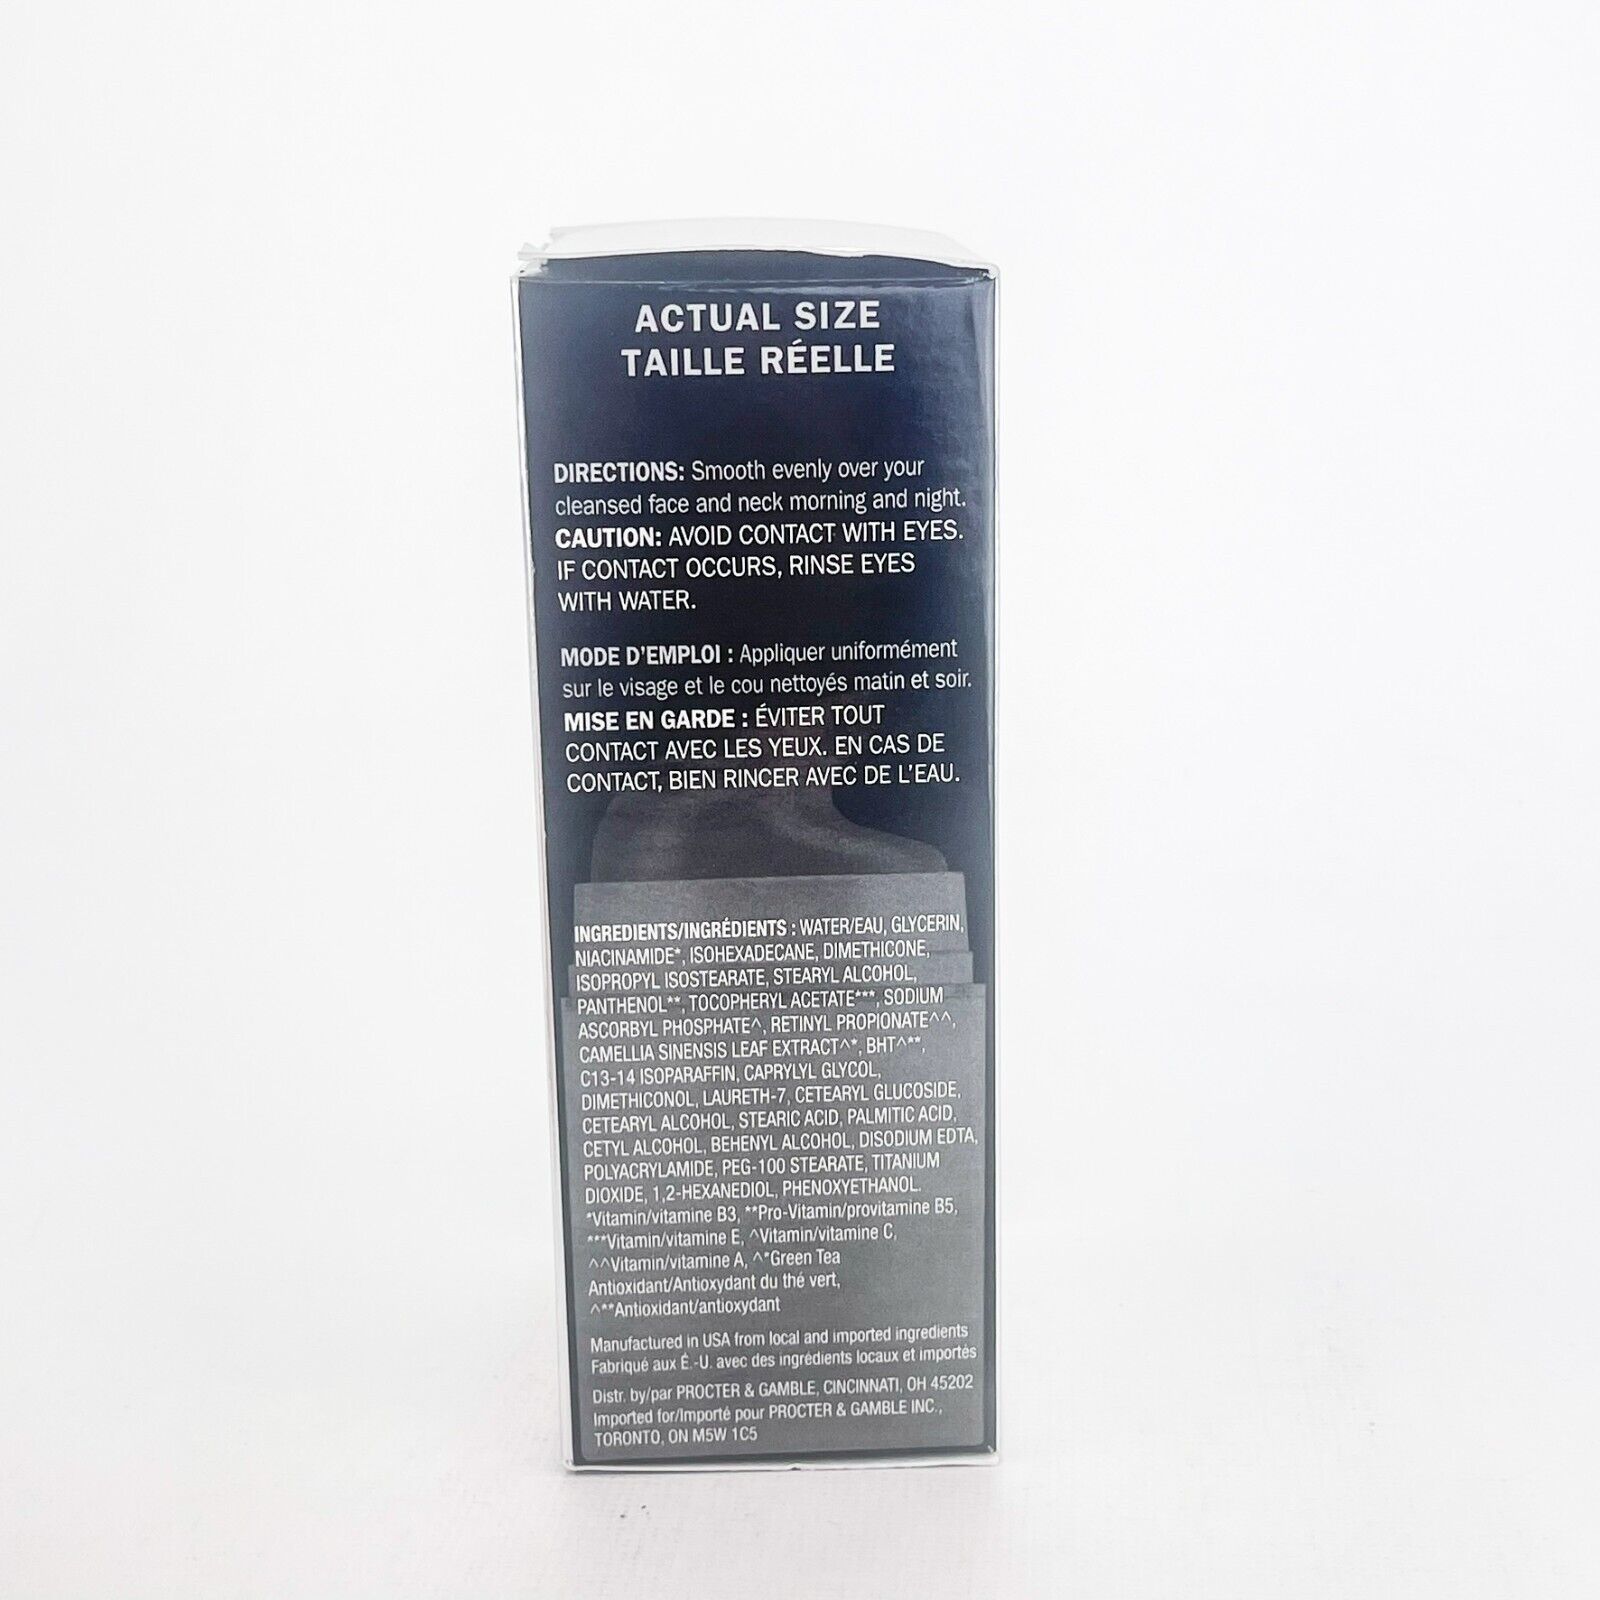 ACTUAL SIZE
TAILLE RÉELLE
DIRECTIONS: Smooth evenly over your
cleansed face and neck morning and night.
CAUTION: AVOID CONTACT WITH EYES.
IF CONTACT OCCURS, RINSE EYES
WITH WATER.
MODE D'EMPLOI : Appliquer uniformément
sur le visage et le cou nettoyés matin et soir.
MISE EN GARDE : ÉVITER TOUT
CONTACT AVEC LES YEUX. EN CAS DE
CONTACT, BIEN RINCER AVEC DE L'EAU.
INGREDIENTS/INGRÉDIENTS : WATER/EAU, GLYCERIN,
NIACINAMIDE*, ISOHEXADECANE, DIMETHICONE,
ISOPROPYL ISOSTEARATE, STEARYL ALCOHOL,
PANTHENOL**, TOCOPHERYL ACETATE***, SODIUM
ASCORBYL PHOSPHATE^, RETINYL PROPIONATE^^,
CAMELLIA SINENSIS LEAF EXTRACT^*, BHT^**,
C13-14 ISOPARAFFIN, CAPRYLYL GLYCOL,
DIMETHICONOL, LAURETH-7, CETEARYL GLUCOSIDE,
CETEARYL ALCOHOL, STEARIC ACID, PALMITIC ACID,
CETYL ALCOHOL, BEHENYL ALCOHOL, DISODIUM EDTA,
POLYACRYLAMIDE, PEG-100 STEARATE, TITANIUM
DIOXIDE, 1,2-HEXANEDIOL, PHENOXYETHANOL.
*Vitamin/vitamine B3, **Pro-Vitamin/provitamine B5,
***Vitamin/vitamine E, ^Vitamin/vitamine C,
^^Vitamin/vitamine A, ^*Green Tea
Antioxidant/Antioxydant du thé vert,
^**Antioxidant/antioxydant
Manufactured in USA from local and imported ingredients
Fabriqué aux É.-U. avec des ingrédients locaux et importés
Distr. by/par PROCTER & GAMBLE, CINCINNATI, OH 45202
Imported for/Importé pour PROCTER & GAMBLE INC.,
TORONTO, ON M5W 1C5